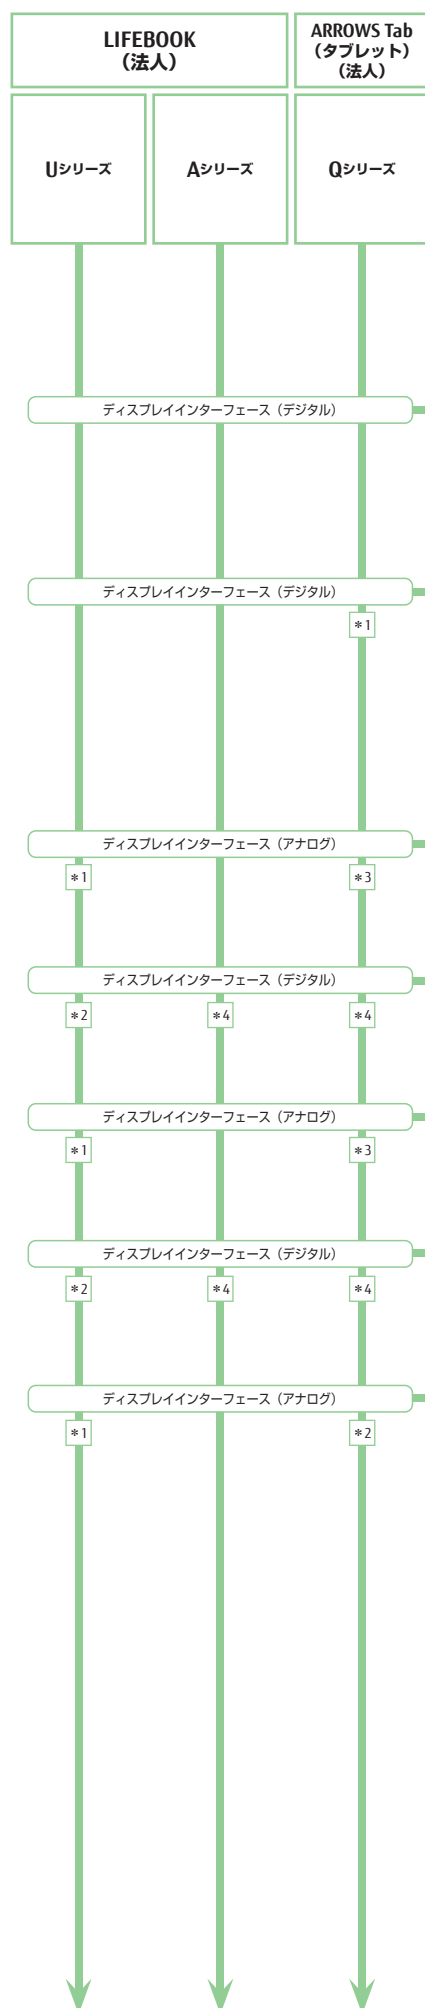 LIFEBOOK
（法人）
ARROWS Tab
（タブレット）
（法人）
Uシリーズ
Aシリーズ
Qシリーズ
ディスプレイインターフェース（デジタル）
ディスプレイインターフェース（デジタル）
＊1
ディスプレイインターフェース（アナログ）
＊1
＊3
ディスプレイインターフェース（デジタル）
＊2
＊4
＊4
ディスプレイインターフェース（アナログ）
＊1
＊3
ディスプレイインターフェース（デジタル）
＊2
＊4
＊4
ディスプレイインターフェース（アナログ）
＊1
＊2